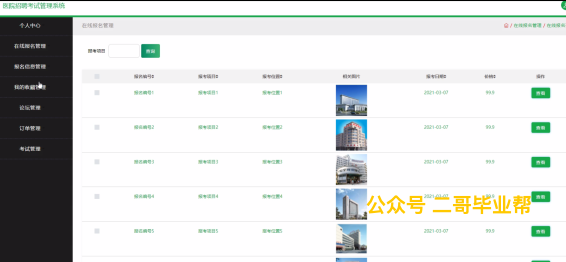 医院招聘考试管理系统
个人中心
在线报名管理
在线报名管理 / 在线报名
在线报名管理
报考项目 查询
报名信息管理
报名编号 报考项目 报考位置 相关图片 报考日期 价格 操作
我的收藏管理
报名编号1 报考项目1 报考位置1 2021-03-07 99.9 查看
论坛管理
订单管理
报名编号2 报考项目2 报考位置2 2021-03-07 99.9 查看
考试管理
报名编号3 报考项目3 报考位置3 2021-03-07 99.9 查看
报名编号4 报考项目4 报考位置4 2021-03-07 99.9 查看
公众号 二哥毕业帮
报名编号5 报考项目5 报考位置5 2021-03-07 99.9 查看